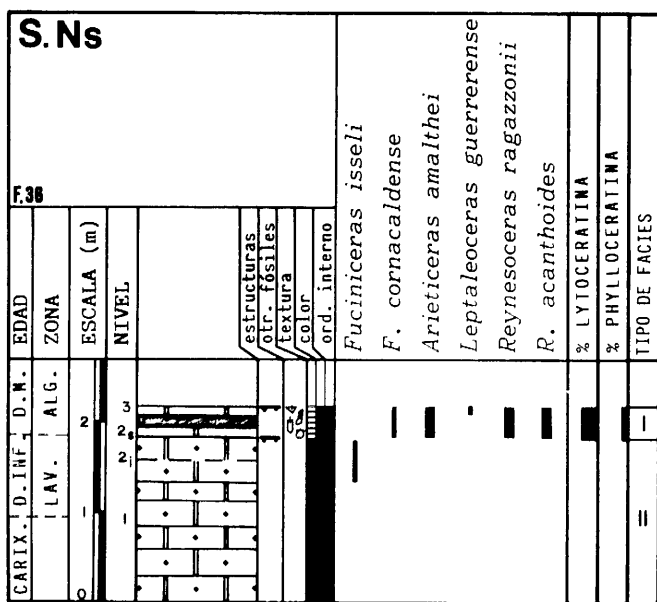 S.Ns
F.36
EDAD
ZONA
ESCALA (m)
NIVEL
estructuras
otr. fósiles
textura
color
ord. interno
Fuciniceras isseli
F. cornacaldense
Arieticeras amalthei
Leptaleoceras guerrerense
Reynesoceras ragazzonii
R. acanthoides
% LYTOCERATINA
% PHYLLOCERATINA
TIPO DE FACIES
CARIX.
D.INF.
D.M.
LAV.
ALG.
2
1
0
3
2s
2i
1
I
II